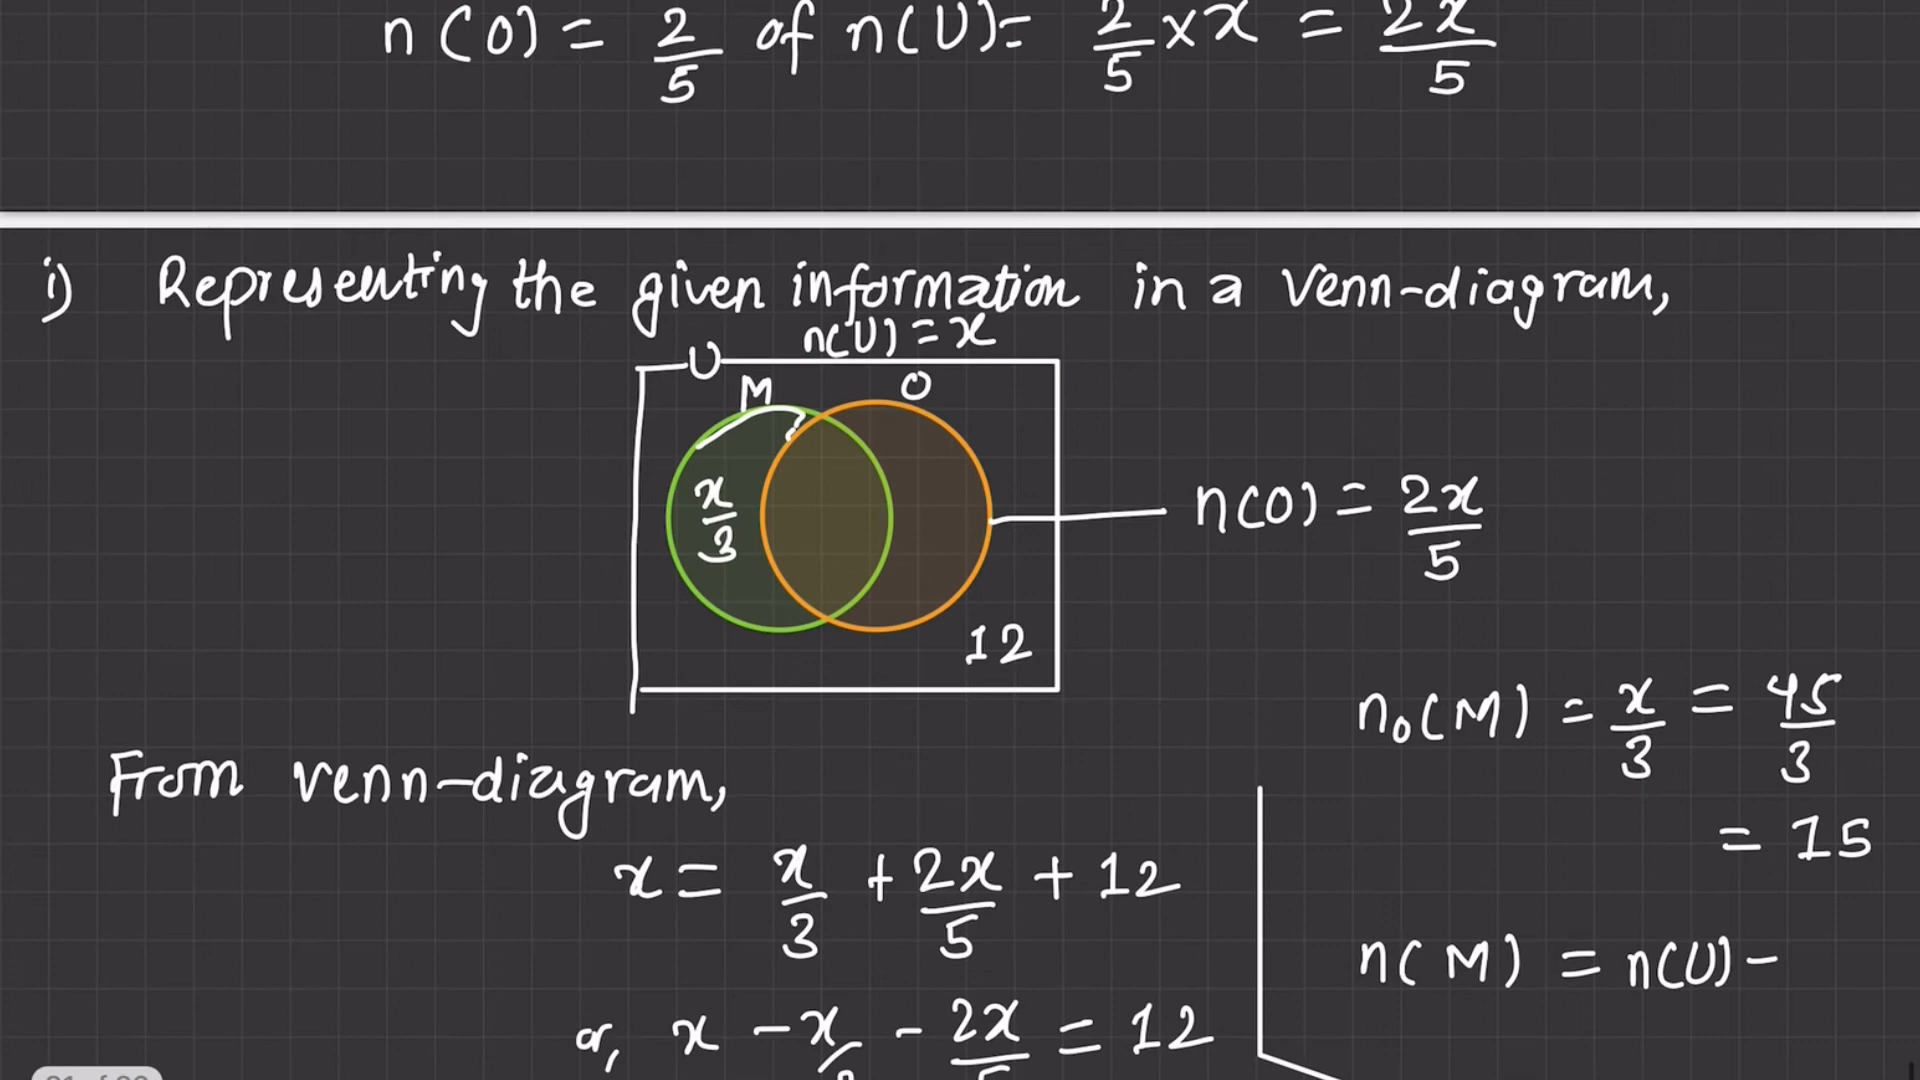 n(O) = 2/5 of n(U) = 2/5 × x = 2x/5
i) Representing the given information in a Venn-diagram,
n(U) = x
U
M O
x/3
n(O) = 2x/5
12
n₀(M) = x/3 = 45/3
= 15
From venn-diagram,
x = x/3 + 2x/5 + 12
n(M) = n(U) -
or, x - x/3 - 2x/5 = 12